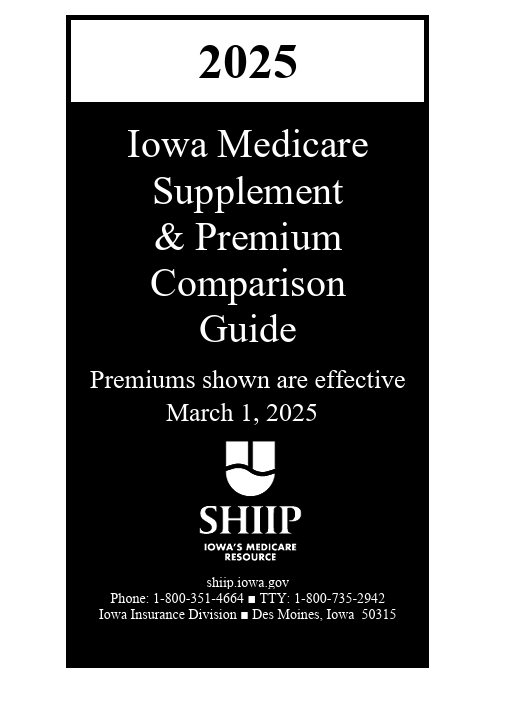 2025
Iowa Medicare
Supplement
& Premium
Comparison
Guide
Premiums shown are effective
March 1, 2025
SHIIP
IOWA'S MEDICARE
RESOURCE
shiip.iowa.gov
Phone: 1-800-351-4664 ■ TTY: 1-800-735-2942
Iowa Insurance Division ■ Des Moines, Iowa  50315